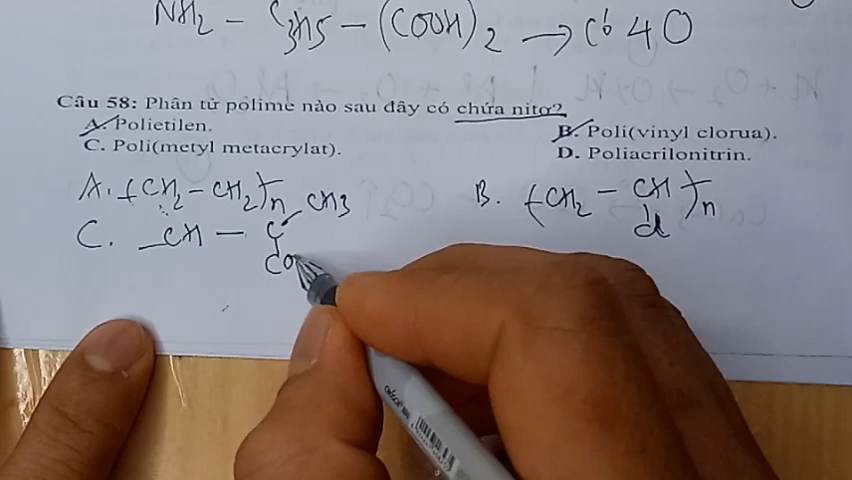 NH2 - C3H5 - (COOH)2 → có 4 O
Câu 58: Phân tử polime nào sau đây có chứa nitơ?
A. Polietilen. B. Poli(vinyl clorua).
C. Poli(metyl metacrylat). D. Poliacrilonitrin.
A. (CH2 - CH2)n B. (CH2 - CH)n
CH3 cl
C. - CH - C
CO